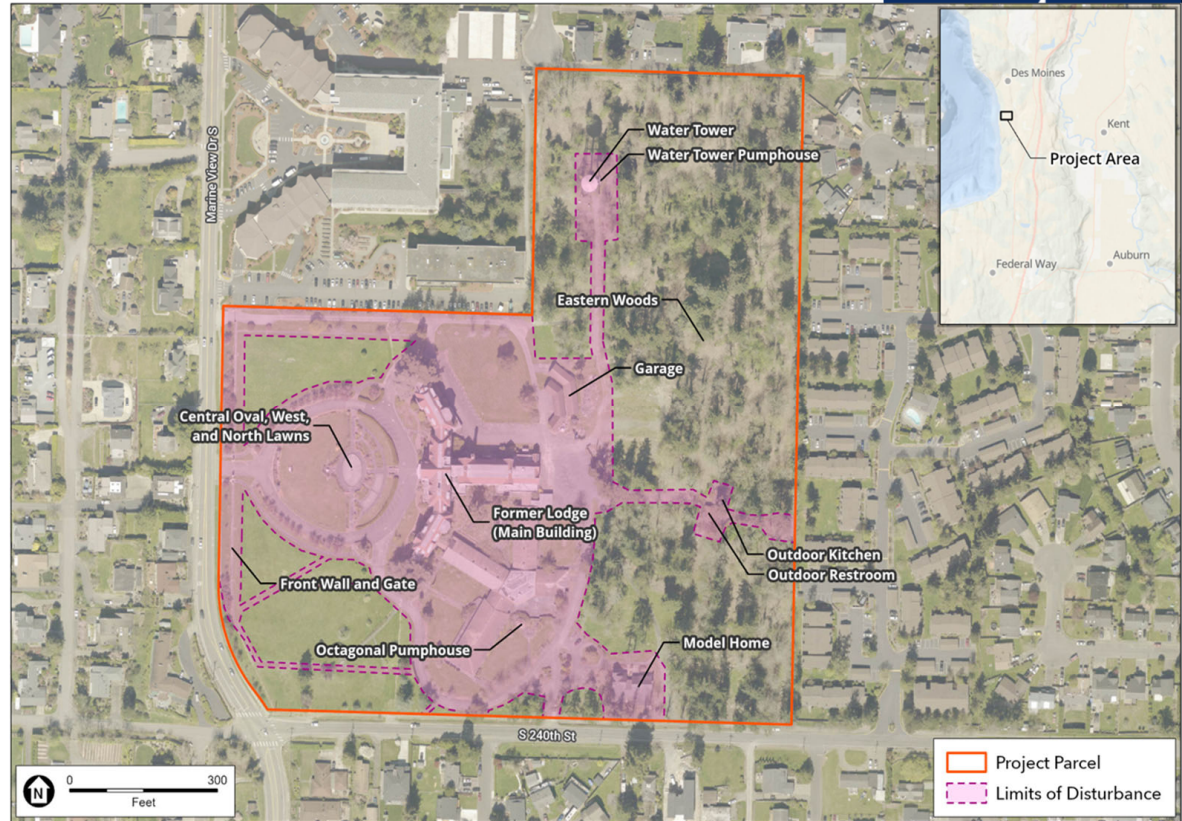 Des Moines
Kent
Project Area
Federal Way
Auburn
Marine View Dr S
Water Tower
Water Tower Pumphouse
Eastern Woods
Garage
Central Oval, West,
and North Lawns
Former Lodge
(Main Building)
Outdoor Kitchen
Outdoor Restroom
Front Wall and Gate
Octagonal Pumphouse
Model Home
S 240th St
N
0 300
Feet
Project Parcel
Limits of Disturbance